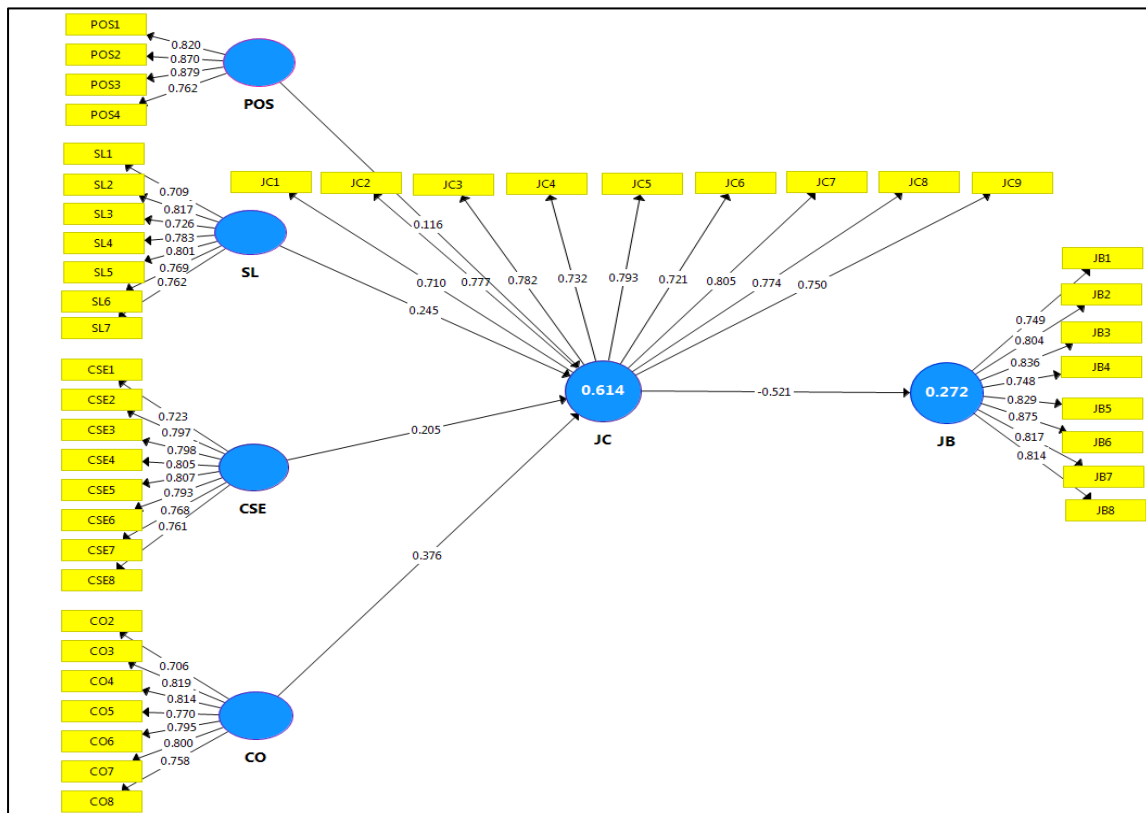 POS1
POS2
POS3
POS4
0.820
0.870
0.879
0.762
POS
SL1
SL2
SL3
SL4
SL5
SL6
SL7
0.709
0.817
0.726
0.783
0.801
0.769
0.762
SL
JC1
JC2
JC3
JC4
JC5
JC6
JC7
JC8
JC9
0.116
0.245
0.710
0.777
0.782
0.732
0.793
0.721
0.805
0.774
0.750
CSE1
CSE2
CSE3
CSE4
CSE5
CSE6
CSE7
CSE8
0.723
0.797
0.798
0.805
0.807
0.793
0.768
0.761
CSE
0.205
0.614
JC
-0.521
0.272
JB
0.749
0.804
0.836
0.748
0.829
0.875
0.817
0.814
JB1
JB2
JB3
JB4
JB5
JB6
JB7
JB8
0.376
CO2
CO3
CO4
CO5
CO6
CO7
CO8
0.706
0.819
0.814
0.770
0.795
0.800
0.758
CO